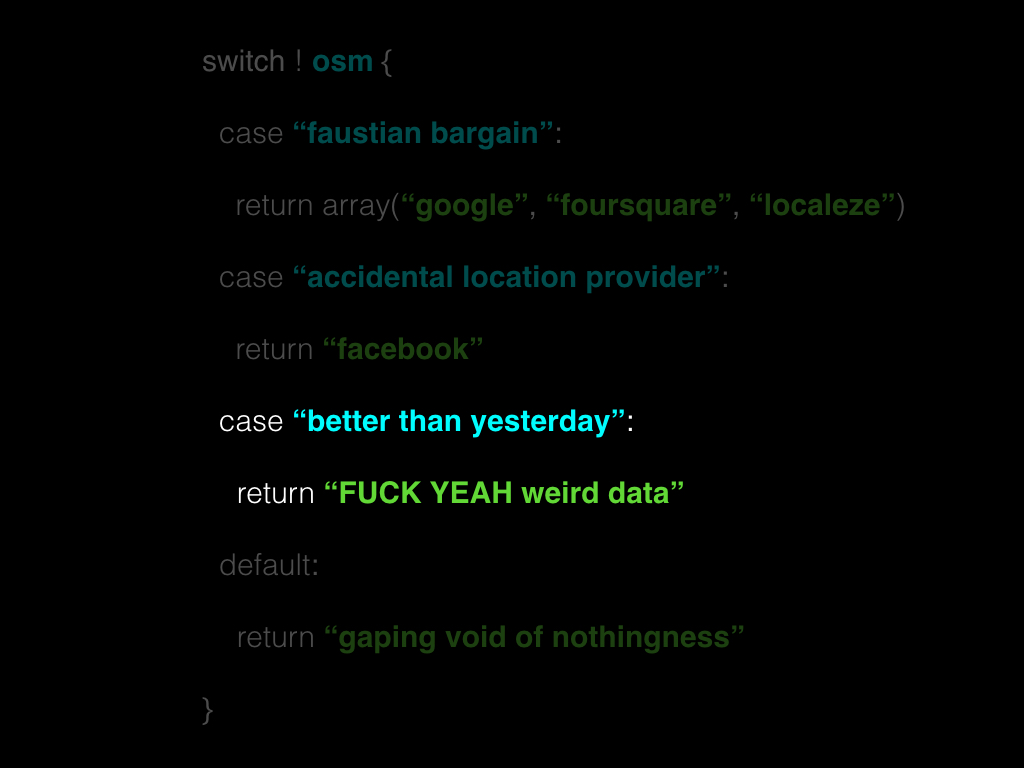 switch ! osm {
case “faustian bargain”:
return array(“google”, “foursquare”, “localeze”)
case “accidental location provider”:
return “facebook”
case “better than yesterday”:
return “FUCK YEAH weird data”
default:
return “gaping void of nothingness”
}